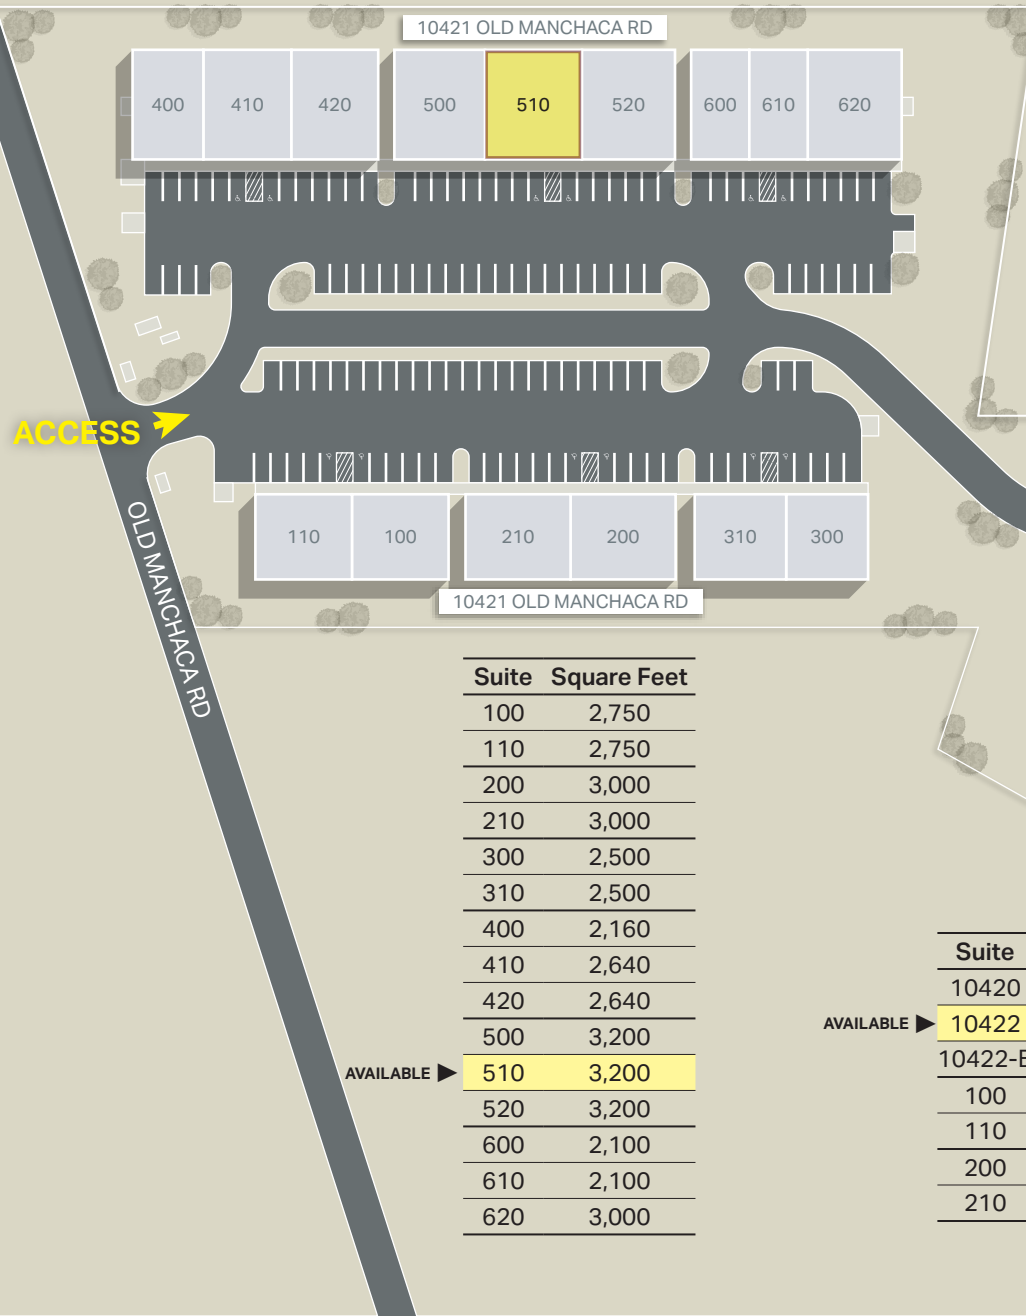 10421 OLD MANCHACA RD
400 410 420 500 510 520 600 610 620
ACCESS
OLD MANCHACA RD
110 100 210 200 310 300
10421 OLD MANCHACA RD
Suite Square Feet
100 2,750
110 2,750
200 3,000
210 3,000
300 2,500
310 2,500
400 2,160
410 2,640
420 2,640
500 3,200
AVAILABLE 510 3,200
520 3,200
600 2,100
610 2,100
620 3,000
Suite
10420
AVAILABLE 10422
10422-E
100
110
200
210